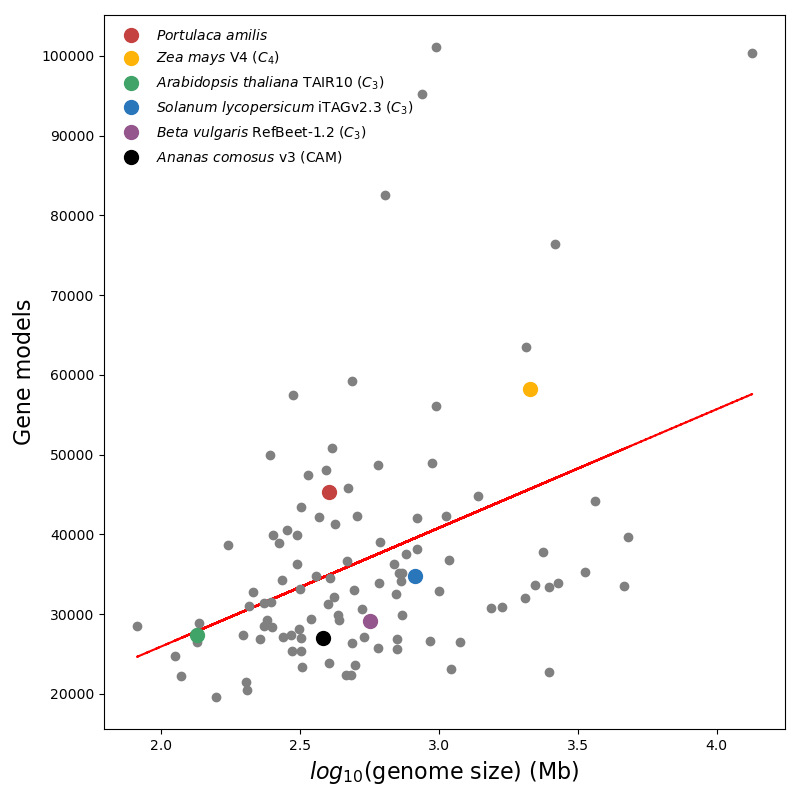 Portulaca amilis
Zea mays V4 (C₄)
Arabidopsis thaliana TAIR10 (C₃)
Solanum lycopersicum iTAGv2.3 (C₃)
Beta vulgaris RefBeet-1.2 (C₃)
Ananas comosus v3 (CAM)
100000
90000
80000
70000
60000
50000
40000
30000
20000
Gene models
2.0 2.5 3.0 3.5 4.0
log₁₀(genome size) (Mb)